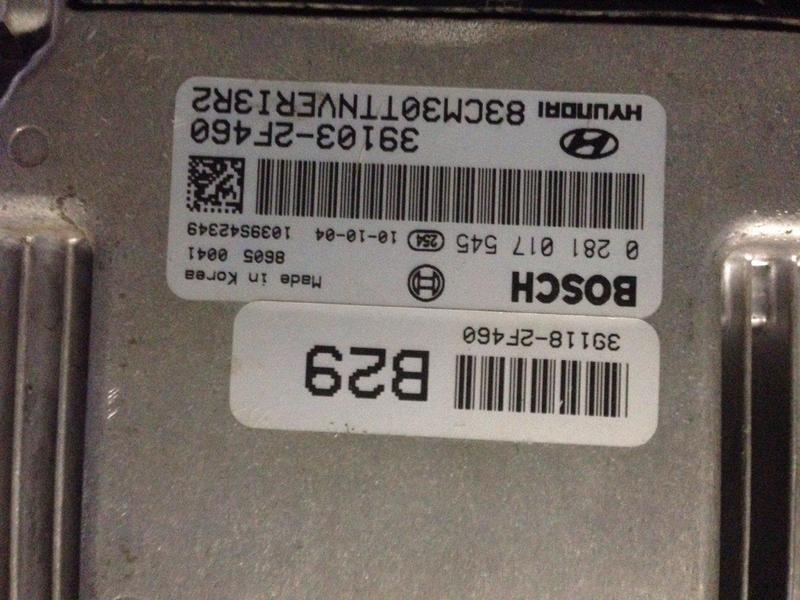 39118-2F460
B29
BOSCH
Made in Korea
8605 0041
0 281 017 545 254 10-10-04 1039S42349
39103-2F460
HYUNDAI 83CM30TTNVERI3R2